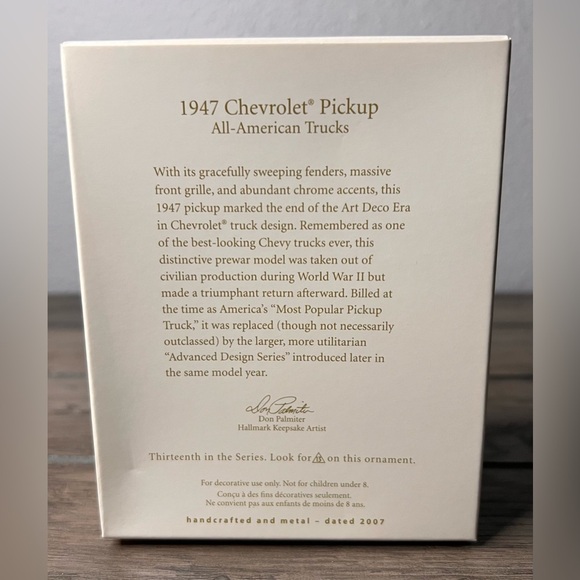 1947 Chevrolet® Pickup
All-American Trucks
With its gracefully sweeping fenders, massive
front grille, and abundant chrome accents, this
1947 pickup marked the end of the Art Deco Era
in Chevrolet® truck design. Remembered as one
of the best-looking Chevy trucks ever, this
distinctive prewar model was taken out of
civilian production during World War II but
made a triumphant return afterward. Billed at
the time as America's “Most Popular Pickup
Truck,” it was replaced (though not necessarily
outclassed) by the larger, more utilitarian
“Advanced Design Series” introduced later in
the same model year.
Don Palmiter
Don Palmiter
Hallmark Keepsake Artist
Thirteenth in the Series. Look for 13 on this ornament.
For decorative use only. Not for children under 8.
Conçu à des fins décoratives seulement.
Ne convient pas aux enfants de moins de 8 ans.
handcrafted and metal – dated 2007